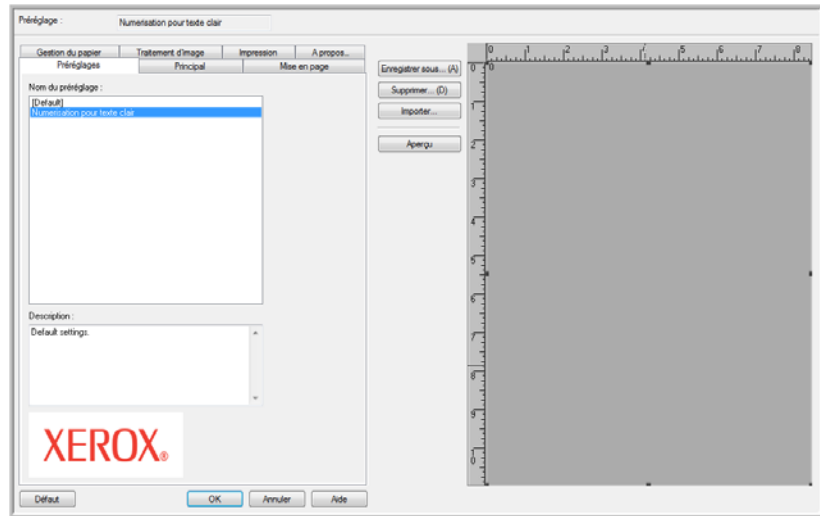 Préréglage :
Numerisation pour texte clair
Gestion du papier
Traitement d'image
Impression
A propos...
Préréglages
Principal
Mise en page
Nom du préréglage :
[Default]
Numerisation pour texte clair
Enregistrer sous... (A)
Supprimer... (D)
Importer...
Aperçu
Description :
Default settings.
XEROX®
Défaut
OK
Annuler
Aide
0 1 2 3 4 5 6 7 8
0
0
1
2
3
4
5
6
7
8
9
10